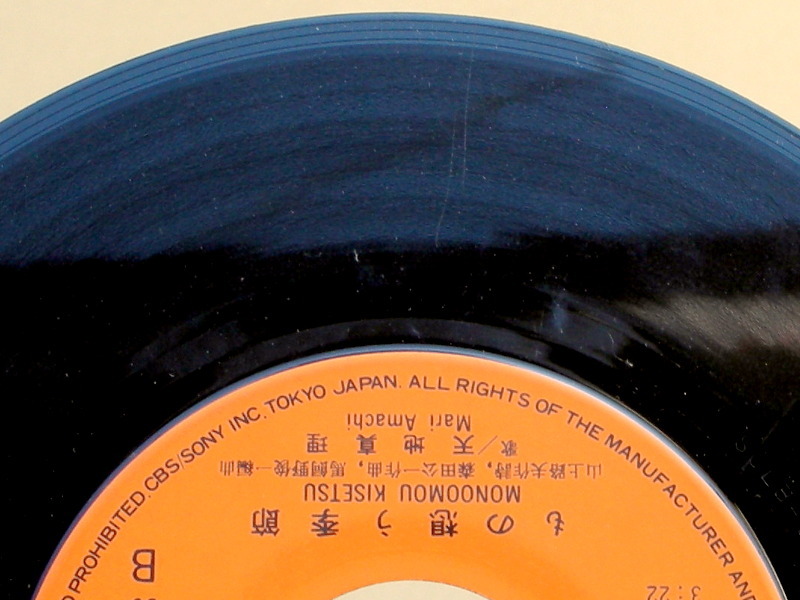 D PROHIBITED. CBS/SONY INC. TOKYO JAPAN. ALL RIGHTS OF THE MANUFACTURER AND
B
3:22
もの想う季節
MONOOMOU KISETSU
山上路夫作詩, 森田公一作曲, 馬飼野俊一編曲
歌／天地真理
Mari Amachi